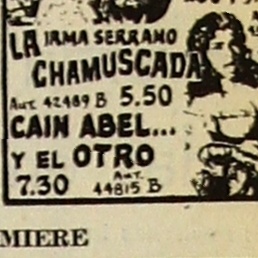 LA IRMA SERRANO
CHAMUSCADA
AUT. 42489 B 5.50
CAIN ABEL...
Y EL OTRO
7.30 AUT. 44815 B
MIERE